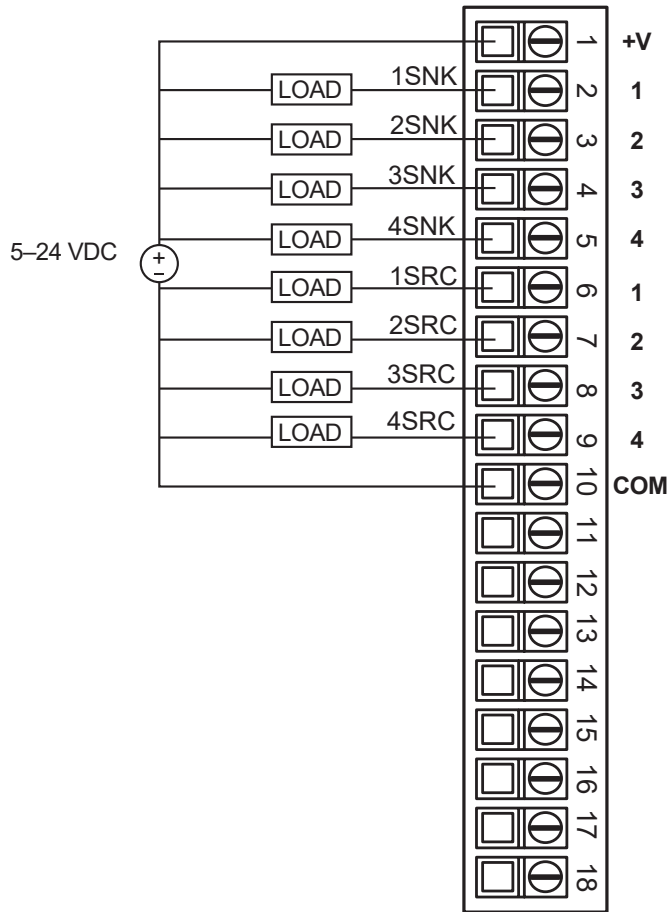 1 +V
LOAD 1SNK 2 1
LOAD 2SNK 3 2
LOAD 3SNK 4 3
LOAD 4SNK 5 4
5–24 VDC + −
LOAD 1SRC 6 1
LOAD 2SRC 7 2
LOAD 3SRC 8 3
LOAD 4SRC 9 4
10 COM
11
12
13
14
15
16
17
18